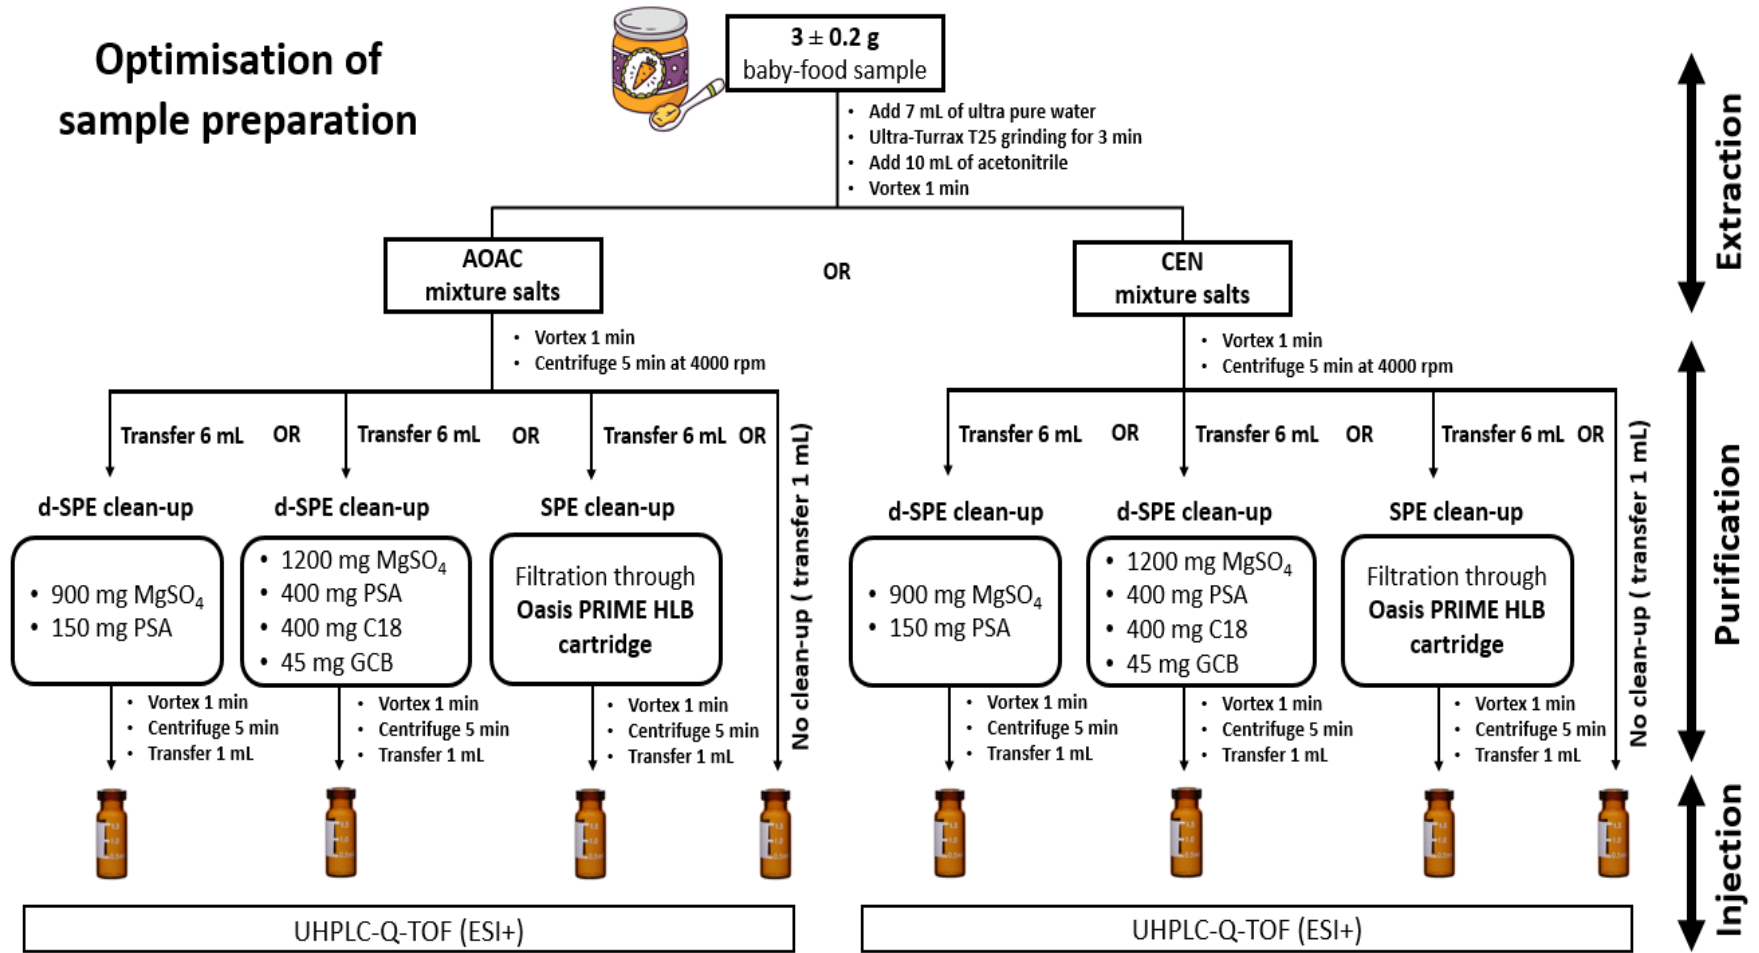 Optimisation of
sample preparation
3 ± 0.2 g
baby-food sample
• Add 7 mL of ultra pure water
• Ultra-Turrax T25 grinding for 3 min
• Add 10 mL of acetonitrile
• Vortex 1 min
Extraction
AOAC
mixture salts
OR
CEN
mixture salts
• Vortex 1 min
• Centrifuge 5 min at 4000 rpm
• Vortex 1 min
• Centrifuge 5 min at 4000 rpm
Transfer 6 mL OR Transfer 6 mL OR Transfer 6 mL OR
No clean-up ( transfer 1 mL)
Transfer 6 mL OR Transfer 6 mL OR Transfer 6 mL OR
No clean-up ( transfer 1 mL)
Purification
d-SPE clean-up
• 900 mg MgSO₄
• 150 mg PSA
• Vortex 1 min
• Centrifuge 5 min
• Transfer 1 mL
d-SPE clean-up
• 1200 mg MgSO₄
• 400 mg PSA
• 400 mg C18
• 45 mg GCB
• Vortex 1 min
• Centrifuge 5 min
• Transfer 1 mL
SPE clean-up
Filtration through
Oasis PRIME HLB
cartridge
• Vortex 1 min
• Centrifuge 5 min
• Transfer 1 mL
d-SPE clean-up
• 900 mg MgSO₄
• 150 mg PSA
• Vortex 1 min
• Centrifuge 5 min
• Transfer 1 mL
d-SPE clean-up
• 1200 mg MgSO₄
• 400 mg PSA
• 400 mg C18
• 45 mg GCB
• Vortex 1 min
• Centrifuge 5 min
• Transfer 1 mL
SPE clean-up
Filtration through
Oasis PRIME HLB
cartridge
• Vortex 1 min
• Centrifuge 5 min
• Transfer 1 mL
Injection
UHPLC-Q-TOF (ESI+)
UHPLC-Q-TOF (ESI+)